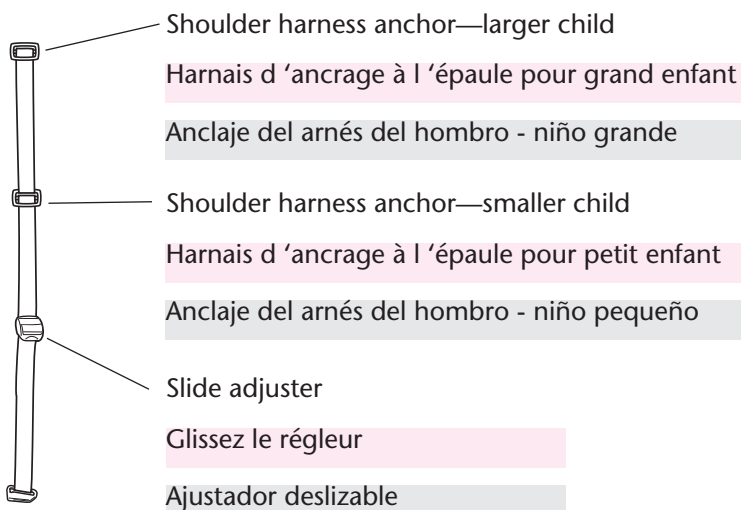 Shoulder harness anchor—larger child
Harnais d ‘ancrage à l ‘épaule pour grand enfant
Anclaje del arnés del hombro - niño grande
Shoulder harness anchor—smaller child
Harnais d ‘ancrage à l ‘épaule pour petit enfant
Anclaje del arnés del hombro - niño pequeño
Slide adjuster
Glissez le régleur
Ajustador deslizable